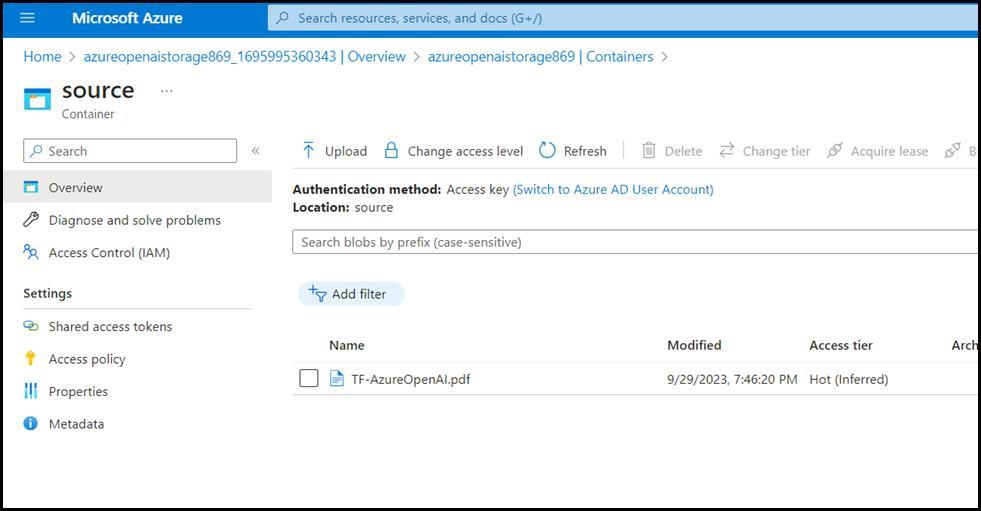 Microsoft Azure
Search resources, services, and docs (G+/)
Home > azureopenaistorage869_1695995360343 | Overview > azureopenaistorage869 | Containers >
source ...
Container
Search «
Upload Change access level Refresh Delete Change tier Acquire lease B
Overview
Authentication method: Access key (Switch to Azure AD User Account)
Location: source
Diagnose and solve problems
Search blobs by prefix (case-sensitive)
Access Control (IAM)
Settings
Add filter
Shared access tokens
Name Modified Access tier Arch
Access policy
TF-AzureOpenAI.pdf 9/29/2023, 7:46:20 PM Hot (Inferred)
Properties
Metadata